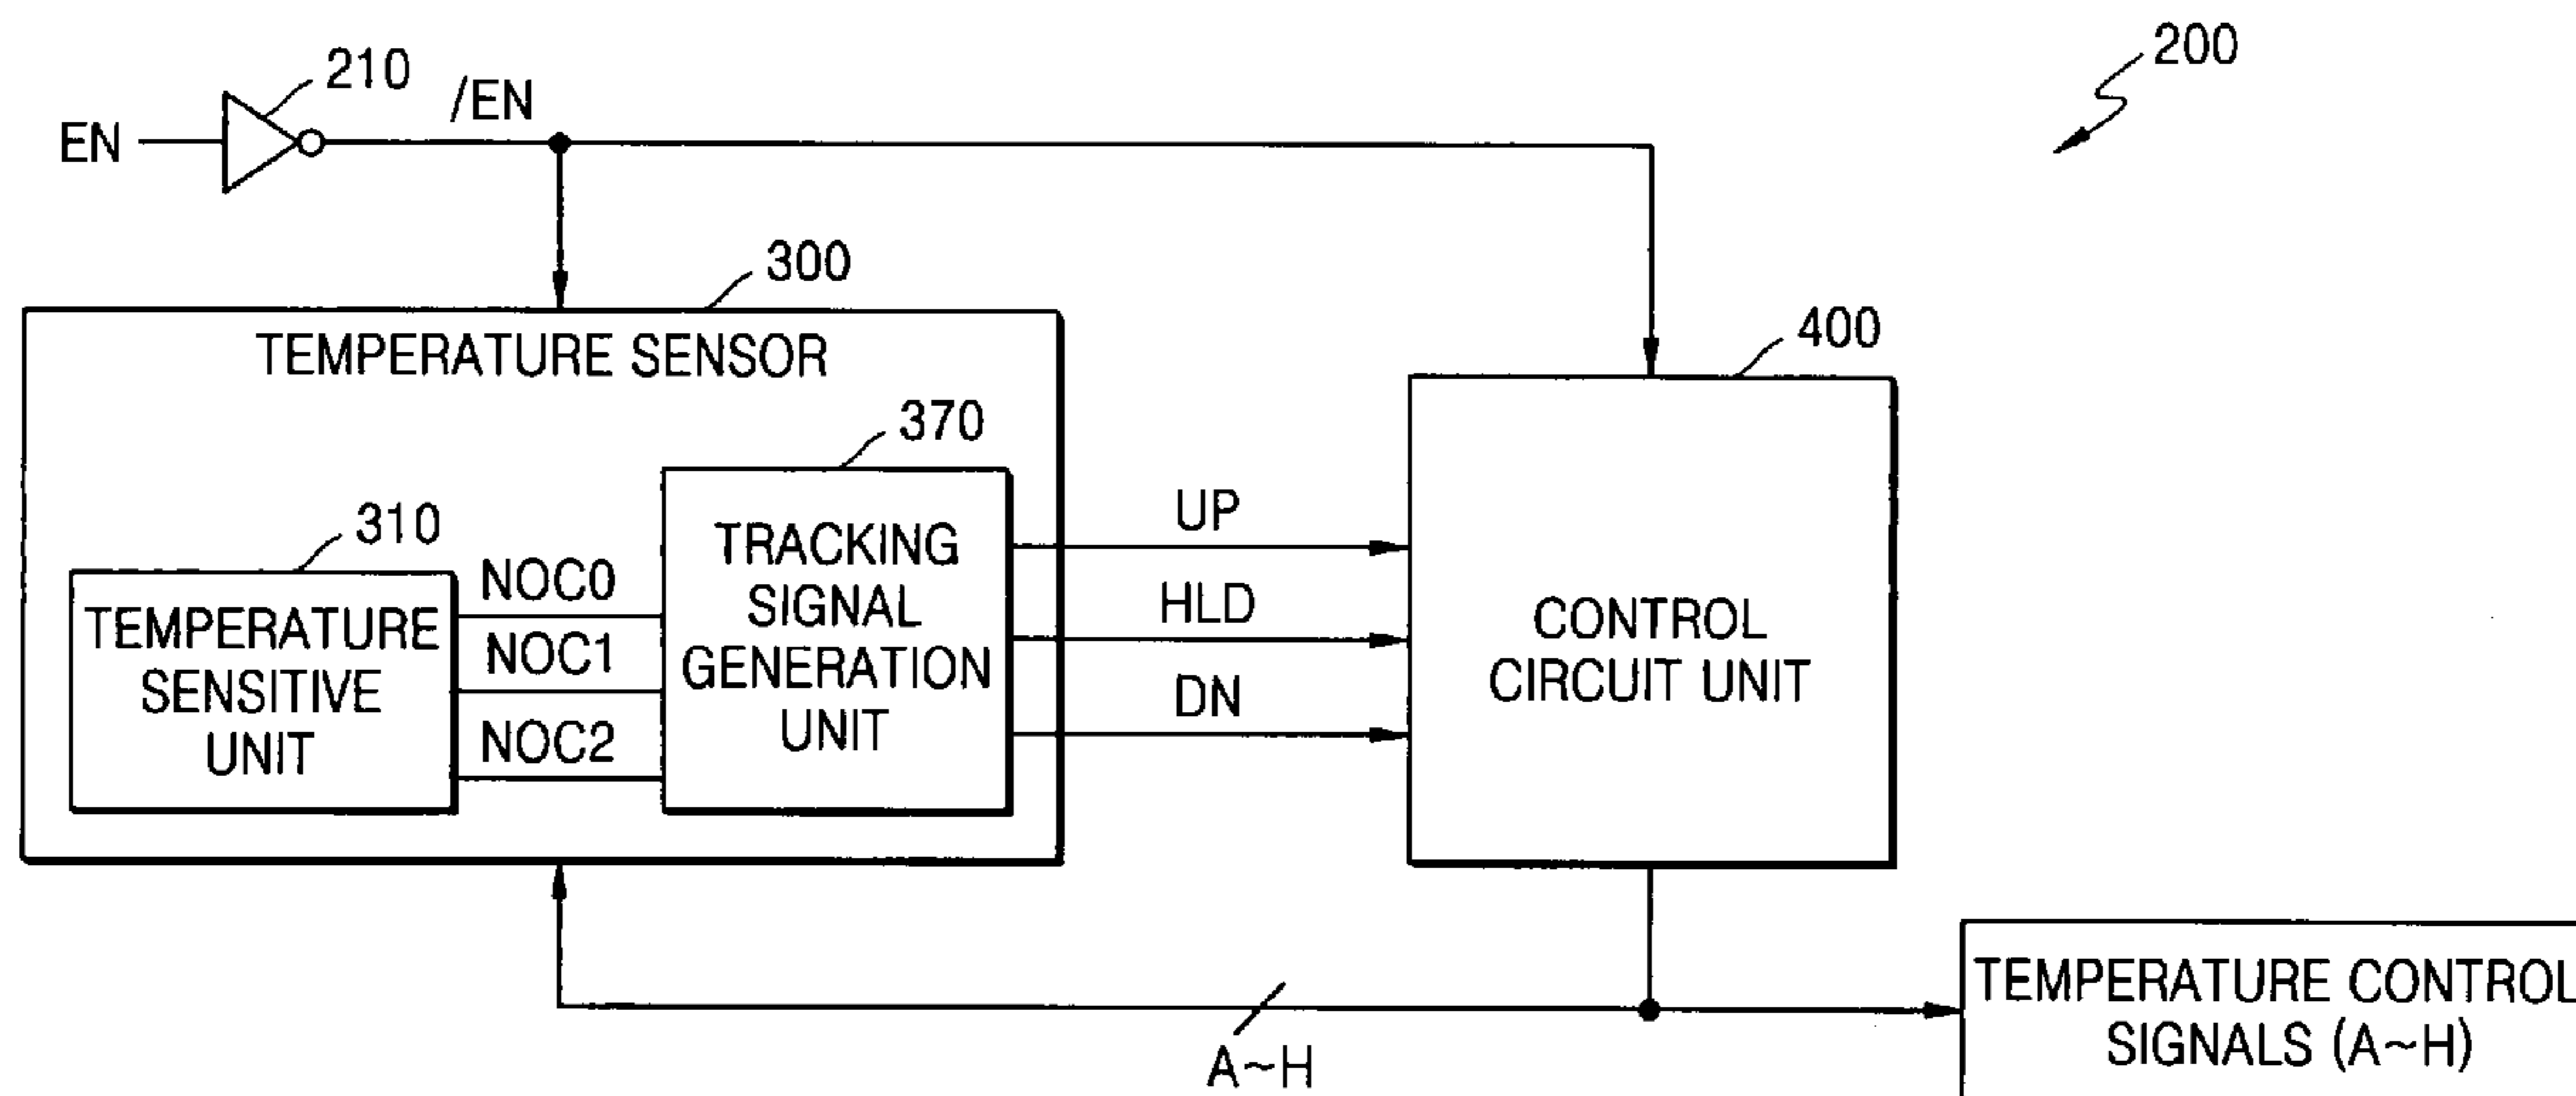 200
210
/EN
EN
300
TEMPERATURE SENSOR
400
370
310
TEMPERATURE
SENSITIVE
UNIT
NOC0
NOC1
NOC2
TRACKING
SIGNAL
GENERATION
UNIT
UP
HLD
DN
CONTROL
CIRCUIT UNIT
A~H
TEMPERATURE CONTROL
SIGNALS (A~H)